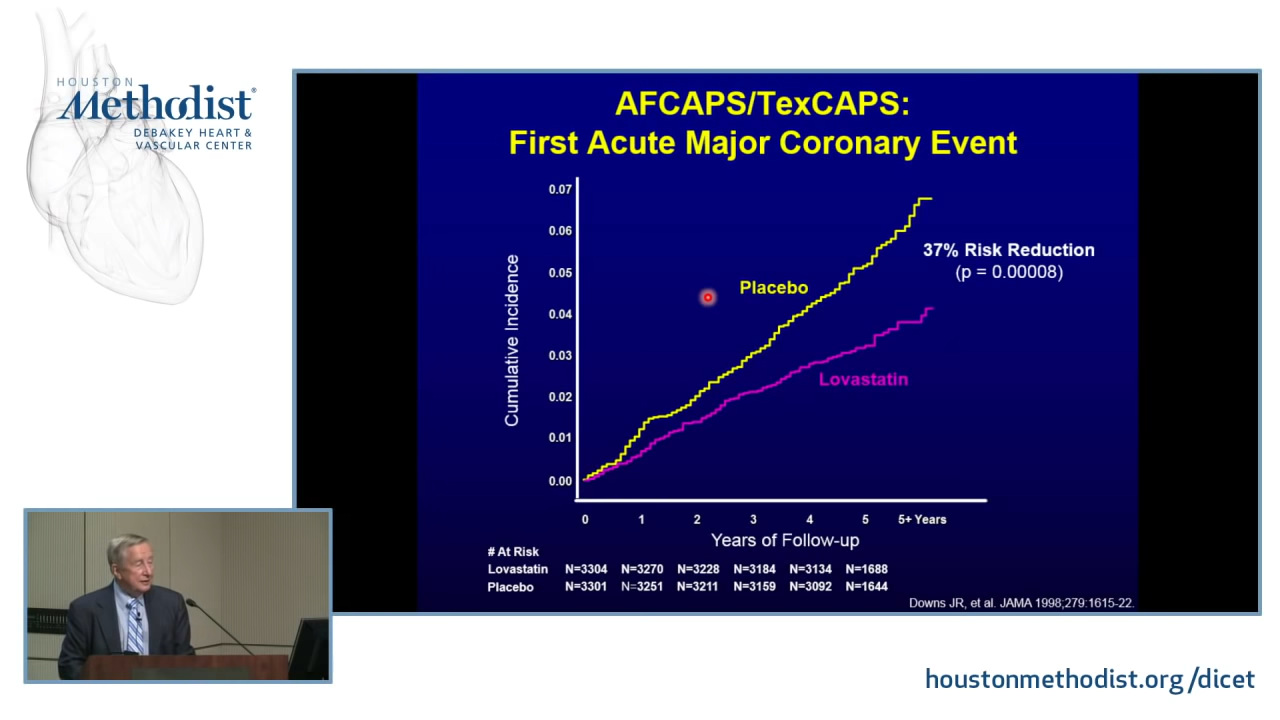 HOUSTON
Methodist®
DEBAKEY HEART &
VASCULAR CENTER
AFCAPS/TexCAPS:
First Acute Major Coronary Event
Cumulative Incidence
0.07
0.06
0.05
0.04
0.03
0.02
0.01
0.00
Placebo
37% Risk Reduction
(p = 0.00008)
Lovastatin
0 1 2 3 4 5 5+ Years
Years of Follow-up
# At Risk
Lovastatin N=3304 N=3270 N=3228 N=3184 N=3134 N=1688
Placebo N=3301 N=3251 N=3211 N=3159 N=3092 N=1644
Downs JR, et al. JAMA 1998;279:1615-22.
houstonmethodist.org/dicet